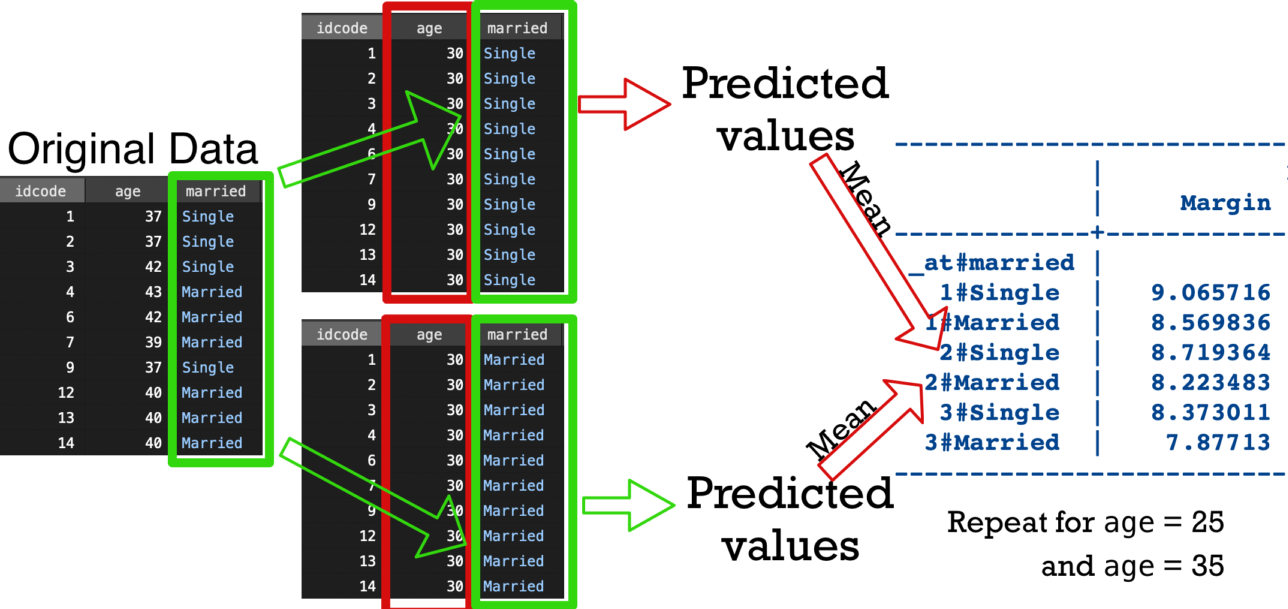 Original Data
idcode age married
1 37 Single
2 37 Single
3 42 Single
4 43 Married
6 42 Married
7 39 Married
9 37 Single
12 40 Married
13 40 Married
14 40 Married
idcode age married
1 30 Single
2 30 Single
3 30 Single
4 30 Single
6 30 Single
7 30 Single
9 30 Single
12 30 Single
13 30 Single
14 30 Single
idcode age married
1 30 Married
2 30 Married
3 30 Married
4 30 Married
6 30 Married
7 30 Married
9 30 Married
12 30 Married
13 30 Married
14 30 Married
Predicted
values
Mean
Predicted
values
Mean
Margin
_at#married
1#Single 9.065716
1#Married 8.569836
2#Single 8.719364
2#Married 8.223483
3#Single 8.373011
3#Married 7.87713
Repeat for age = 25
and age = 35